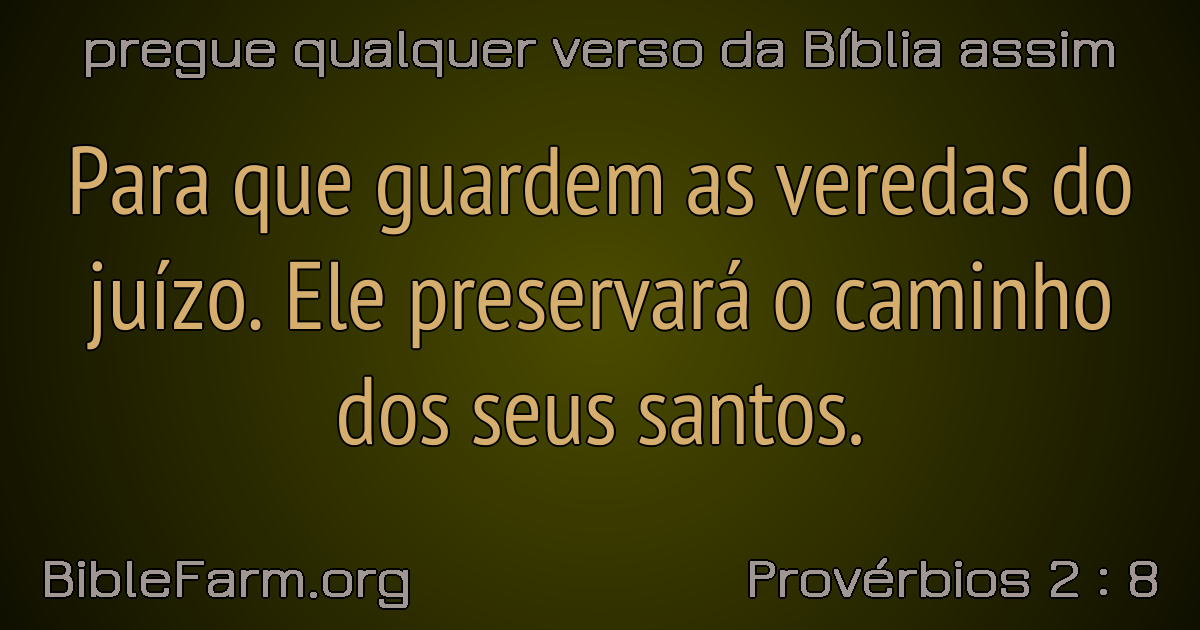 pregue qualquer verso da Bíblia assim
Para que guardem as veredas do
juízo. Ele preservará o caminho
dos seus santos.
BibleFarm.org
Provérbios 2 : 8